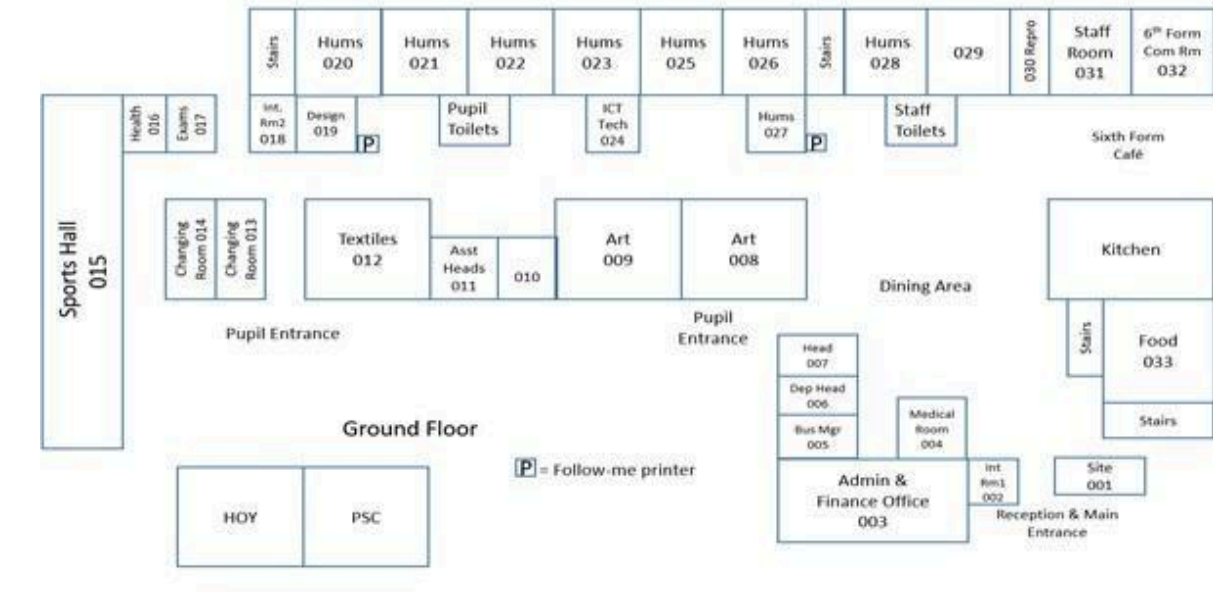 Stairs
Hums
020
Hums
021
Hums
022
Hums
023
Hums
025
Hums
026
Stairs
Hums
028
029
030 Repro
Staff
Room
031
6th Form
Com Rm
032
Health
016
Exams
017
Int.
Rm2
018
Design
019
P
Pupil
Toilets
ICT
Tech
024
Hums
027
P
Staff
Toilets
Sixth Form
Café
Sports Hall
015
Changing
Room 014
Changing
Room 013
Textiles
012
Asst
Heads
011
010
Art
009
Art
008
Dining Area
Kitchen
Pupil Entrance
Pupil
Entrance
Head
007
Dep Head
006
Bus Mgr
005
Medical
Room
004
Stairs
Food
033
Stairs
Ground Floor
P = Follow-me printer
HOY
PSC
Admin &
Finance Office
003
Int
Rm1
002
Site
001
Reception & Main
Entrance